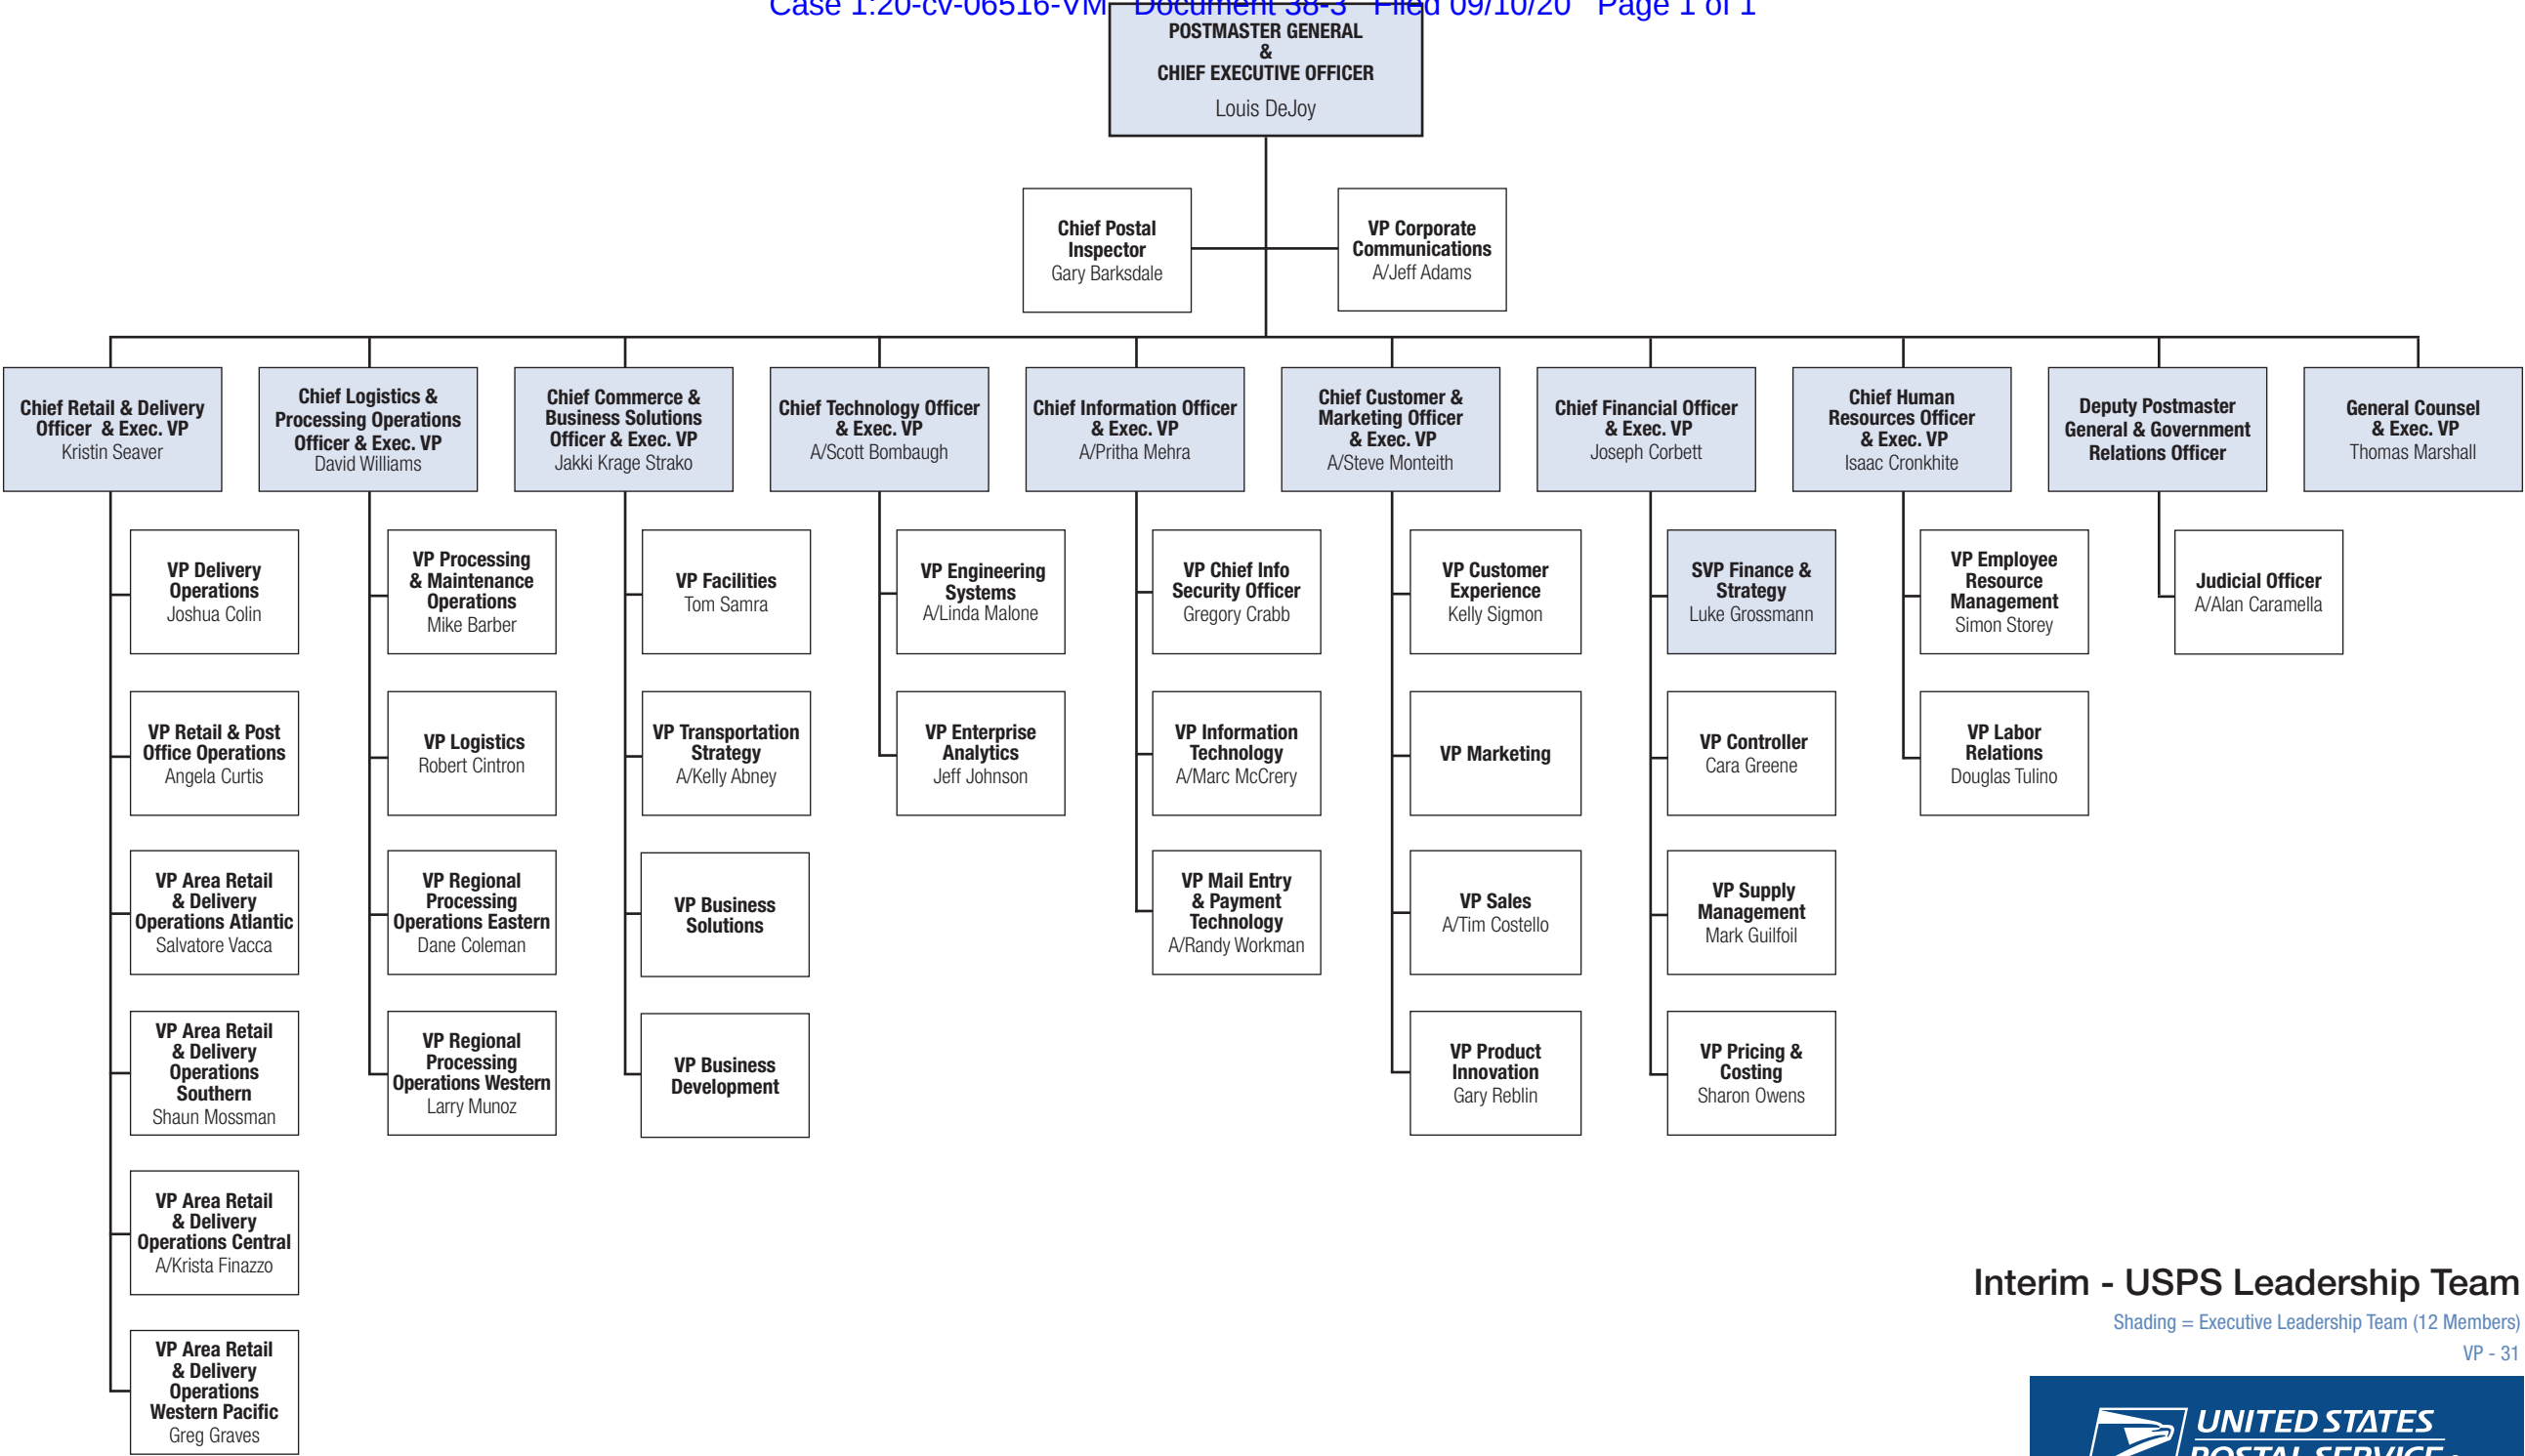 Case 1:20-cv-06516-VM Document 38-3 Filed 09/10/20 Page 1 of 1
POSTMASTER GENERAL
&
CHIEF EXECUTIVE OFFICER
Louis DeJoy
Chief Postal
Inspector
Gary Barksdale
VP Corporate
Communications
A/Jeff Adams
Chief Retail & Delivery
Officer & Exec. VP
Kristin Seaver
Chief Logistics &
Processing Operations
Officer & Exec. VP
David Williams
Chief Commerce &
Business Solutions
Officer & Exec. VP
Jakki Krage Strako
Chief Technology Officer
& Exec. VP
A/Scott Bombaugh
Chief Information Officer
& Exec. VP
A/Pritha Mehra
Chief Customer &
Marketing Officer
& Exec. VP
A/Steve Monteith
Chief Financial Officer
& Exec. VP
Joseph Corbett
Chief Human
Resources Officer
& Exec. VP
Isaac Cronkhite
Deputy Postmaster
General & Government
Relations Officer
General Counsel
& Exec. VP
Thomas Marshall
VP Delivery
Operations
Joshua Colin
VP Processing
& Maintenance
Operations
Mike Barber
VP Facilities
Tom Samra
VP Engineering
Systems
A/Linda Malone
VP Chief Info
Security Officer
Gregory Crabb
VP Customer
Experience
Kelly Sigmon
SVP Finance &
Strategy
Luke Grossmann
VP Employee
Resource
Management
Simon Storey
Judicial Officer
A/Alan Caramella
VP Retail & Post
Office Operations
Angela Curtis
VP Logistics
Robert Cintron
VP Transportation
Strategy
A/Kelly Abney
VP Enterprise
Analytics
Jeff Johnson
VP Information
Technology
A/Marc McCrery
VP Marketing
VP Controller
Cara Greene
VP Labor
Relations
Douglas Tulino
VP Area Retail
& Delivery
Operations Atlantic
Salvatore Vacca
VP Regional
Processing
Operations Eastern
Dane Coleman
VP Business
Solutions
VP Mail Entry
& Payment
Technology
A/Randy Workman
VP Sales
A/Tim Costello
VP Supply
Management
Mark Guilfoil
VP Area Retail
& Delivery
Operations
Southern
Shaun Mossman
VP Regional
Processing
Operations Western
Larry Munoz
VP Business
Development
VP Product
Innovation
Gary Reblin
VP Pricing &
Costing
Sharon Owens
VP Area Retail
& Delivery
Operations Central
A/Krista Finazzo
VP Area Retail
& Delivery
Operations
Western Pacific
Greg Graves
Interim - USPS Leadership Team
Shading = Executive Leadership Team (12 Members)
VP - 31
UNITED STATES
POSTAL SERVICE